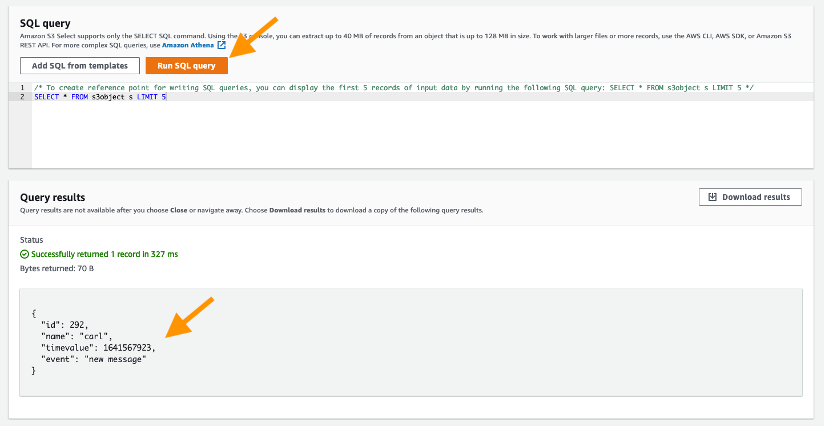 SQL query
Amazon S3 Select supports only the SELECT SQL command. Using the S3 console, you can extract up to 40 MB of records from an object that is up to 128 MB in size. To work with larger files or more records, use the AWS CLI, AWS SDK, or Amazon S3
REST API. For more complex SQL queries, use Amazon Athena
Add SQL from templates
Run SQL query
1 /* To create reference point for writing SQL queries, you can display the first 5 records of input data by running the following SQL query: SELECT * FROM s3object s LIMIT 5 */
2 SELECT * FROM s3object s LIMIT 5
Query results
Download results
Query results are not available after you choose Close or navigate away. Choose Download results to download a copy of the following query results.
Status
Successfully returned 1 record in 327 ms
Bytes returned: 70 B
{
"id": 292,
"name": "carl",
"timevalue": 1641567923,
"event": "new message"
}